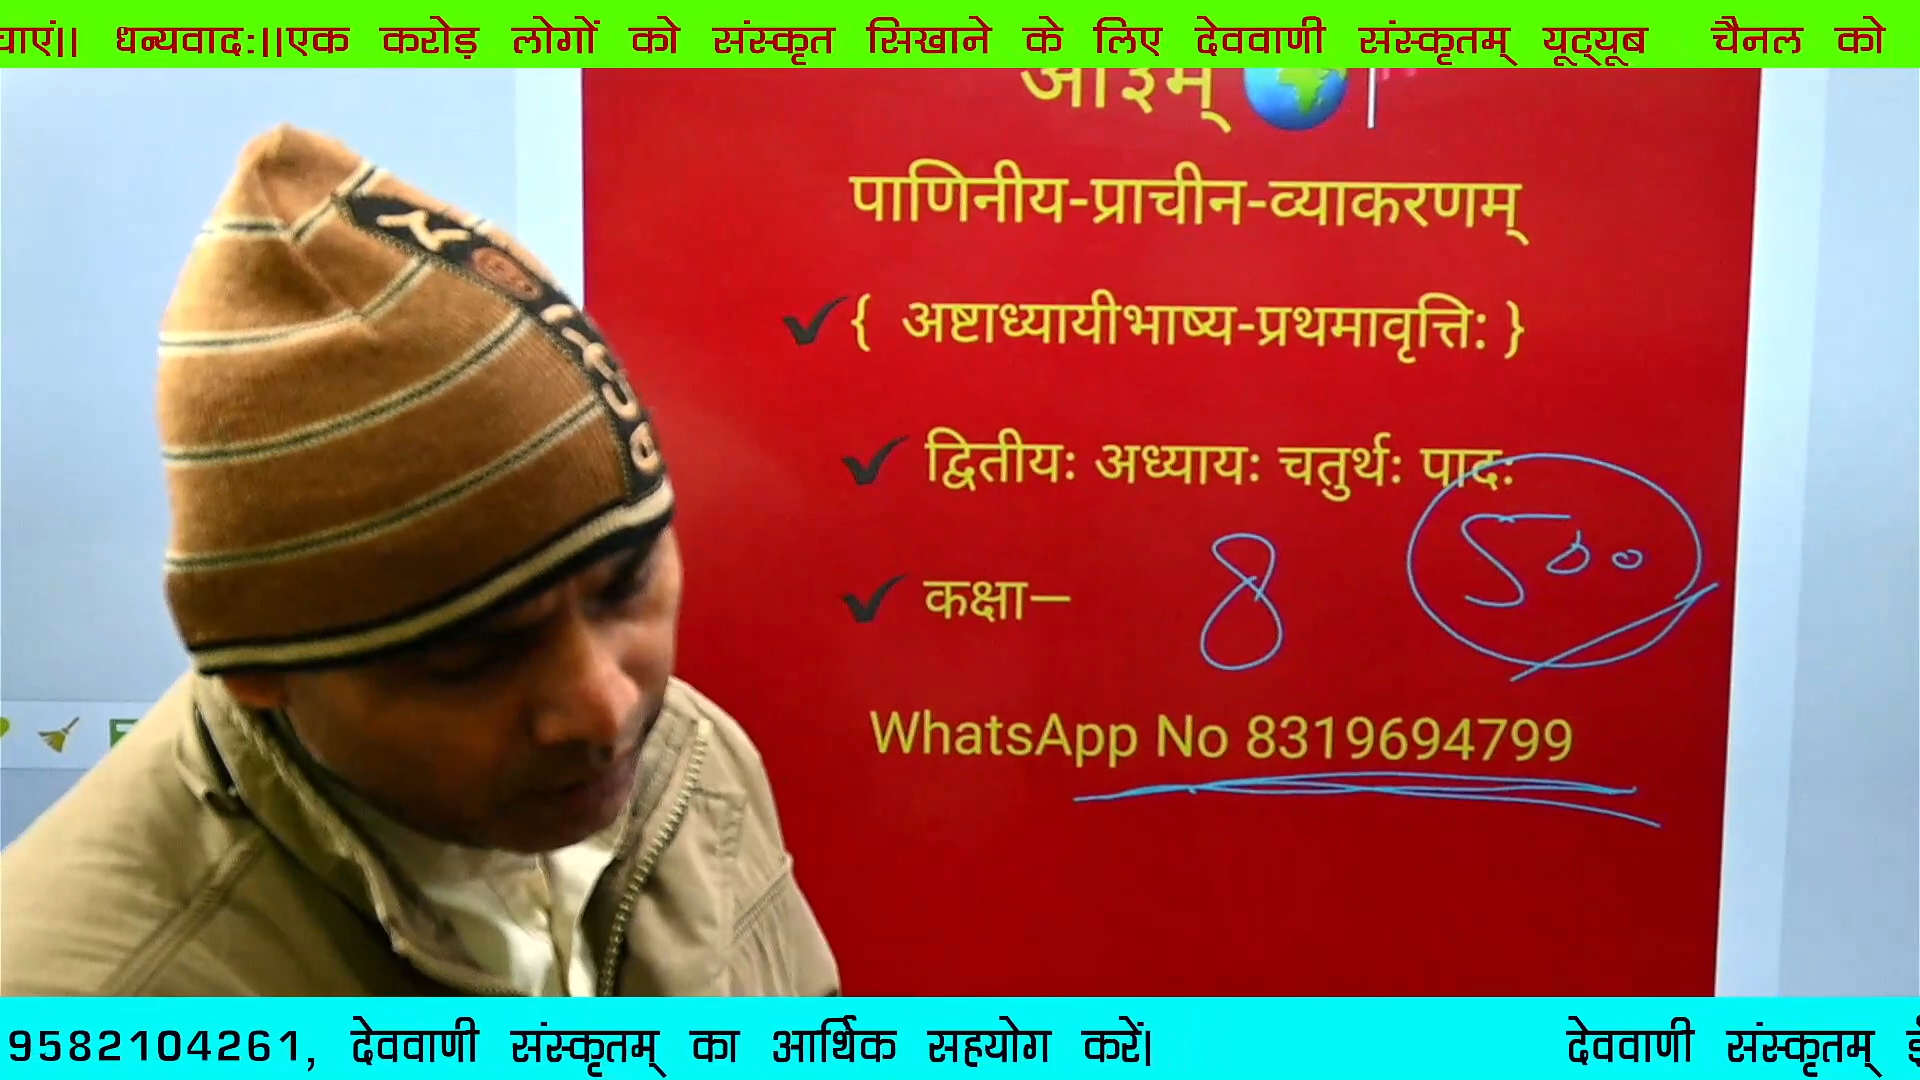 धन्यवादः||एक करोड़ लोगों को संस्कृत सिखाने के लिए देववाणी संस्कृतम् यूट्यूब चैनल को
ओ३म्
पाणिनीय-प्राचीन-व्याकरणम्
{ अष्टाध्यायीभाष्य-प्रथमावृत्तिः }
द्वितीयः अध्यायः चतुर्थः पादः
500
कक्षा— 8
WhatsApp No 8319694799
9582104261, देववाणी संस्कृतम् का आर्थिक सहयोग करें। देववाणी संस्कृतम्